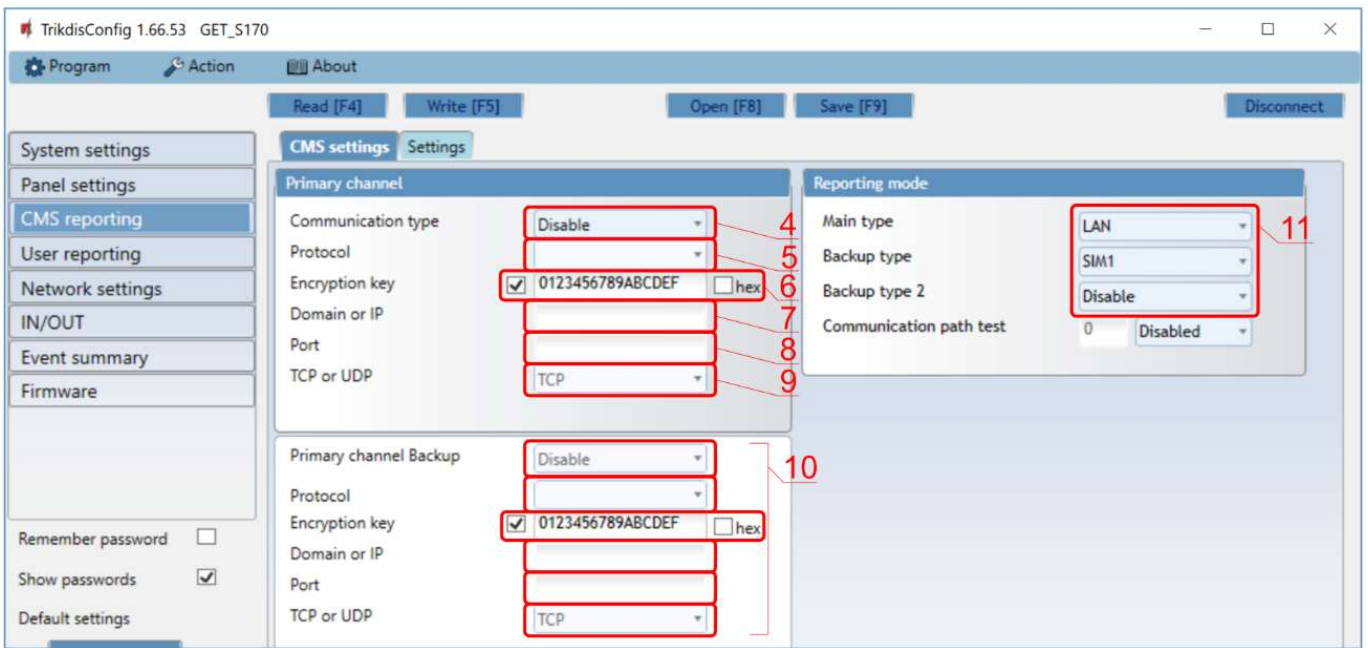 TrikdisConfig 1.66.53 GET_S170
Program Action About
Read [F4] Write [F5] Open [F8] Save [F9] Disconnect
System settings
Panel settings
CMS reporting
User reporting
Network settings
IN/OUT
Event summary
Firmware
Remember password
Show passwords
Default settings
CMS settings Settings
Primary channel
Communication type Disable 4
Protocol 5
Encryption key 0123456789ABCDEF hex 6
Domain or IP 7
Port 8
TCP or UDP TCP 9
Primary channel Backup Disable 10
Protocol
Encryption key 0123456789ABCDEF hex
Domain or IP
Port
TCP or UDP TCP
Reporting mode
Main type LAN 11
Backup type SIM1
Backup type 2 Disable
Communication path test 0 Disabled